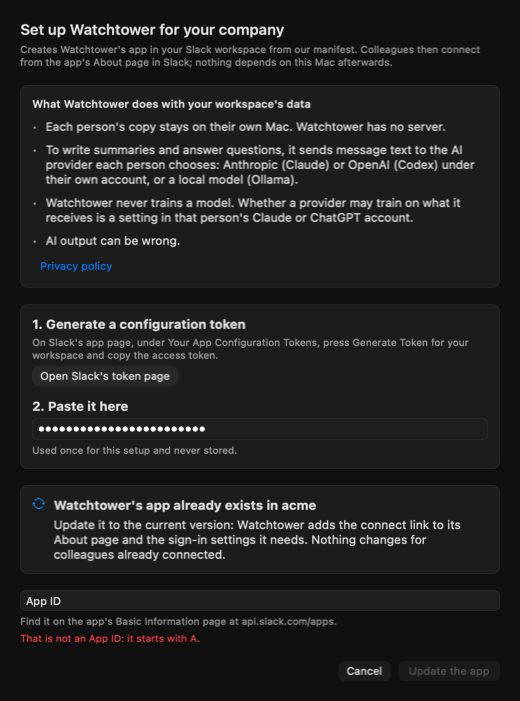 Set up Watchtower for your company
Creates Watchtower's app in your Slack workspace from our manifest. Colleagues then connect
from the app's About page in Slack; nothing depends on this Mac afterwards.
What Watchtower does with your workspace's data
• Each person's copy stays on their own Mac. Watchtower has no server.
• To write summaries and answer questions, it sends message text to the AI
provider each person chooses: Anthropic (Claude) or OpenAI (Codex) under
their own account, or a local model (Ollama).
• Watchtower never trains a model. Whether a provider may train on what it
receives is a setting in that person's Claude or ChatGPT account.
• AI output can be wrong.
Privacy policy
1. Generate a configuration token
On Slack's app page, under Your App Configuration Tokens, press Generate Token for your
workspace and copy the access token.
Open Slack's token page
2. Paste it here
Used once for this setup and never stored.
Watchtower's app already exists in acme
Update it to the current version: Watchtower adds the connect link to its
About page and the sign-in settings it needs. Nothing changes for
colleagues already connected.
App ID
Find it on the app's Basic Information page at api.slack.com/apps.
That is not an App ID: it starts with A.
Cancel
Update the app